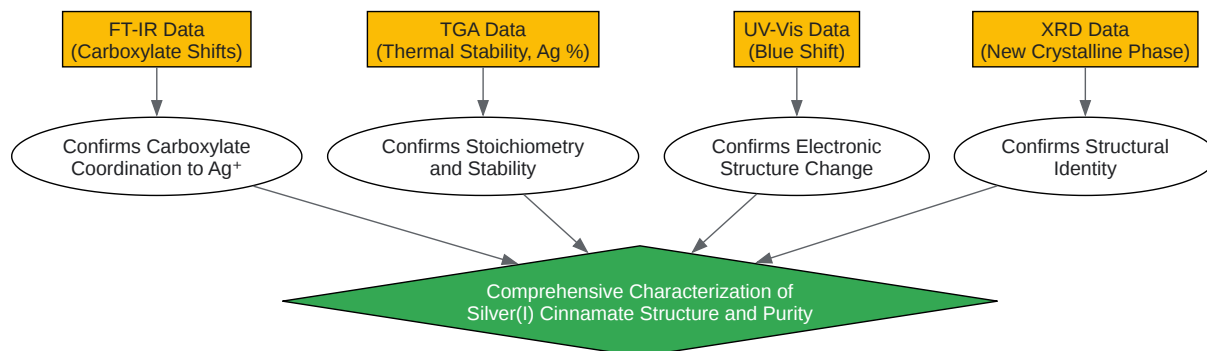 FT-IR Data
(Carboxylate Shifts)
TGA Data
(Thermal Stability, Ag %)
UV-Vis Data
(Blue Shift)
XRD Data
(New Crystalline Phase)
Confirms Carboxylate
Coordination to Ag⁺
Confirms Stoichiometry
and Stability
Confirms Electronic
Structure Change
Confirms Structural
Identity
Comprehensive Characterization of
Silver(I) Cinnamate Structure and Purity